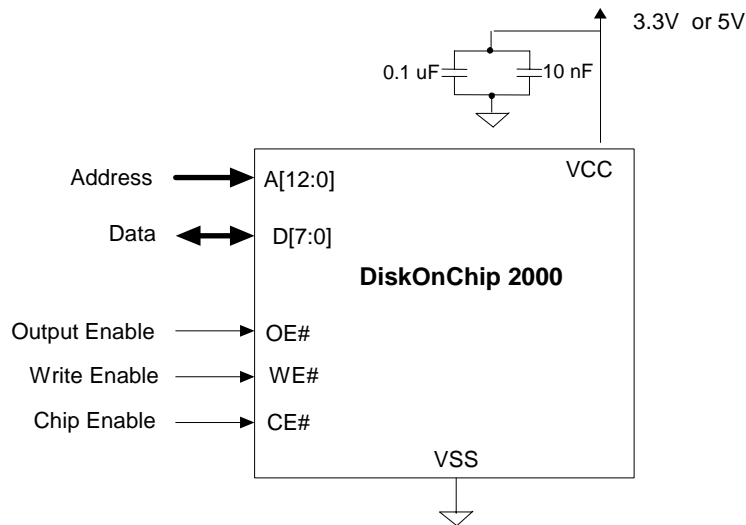 3.3V or 5V
0.1 uF
10 nF
VCC
Address
A[12:0]
Data
D[7:0]
DiskOnChip 2000
Output Enable
OE#
Write Enable
WE#
Chip Enable
CE#
VSS